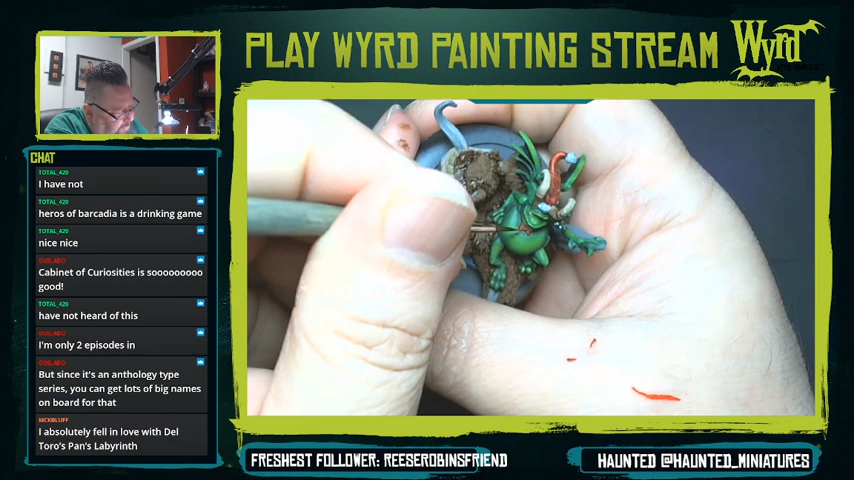 PLAY WYRD PAINTING STREAM
Wyrd
CHAT
TOTAL_420
I have not
TOTAL_420
heros of barcadia is a drinking game
TOTAL_420
nice nice
GUSLADO
Cabinet of Curiosities is sooooooooo
good!
TOTAL_420
have not heard of this
GUSLADO
I'm only 2 episodes in
GUSLADO
But since it's an anthology type
series, you can get lots of big names
on board for that
MCKBLUFF
I absolutely fell in love with Del
Toro's Pan's Labyrinth
FRESHEST FOLLOWER: REESEROBINSFRIEND
HAUNTED @HAUNTED_MINIATURES